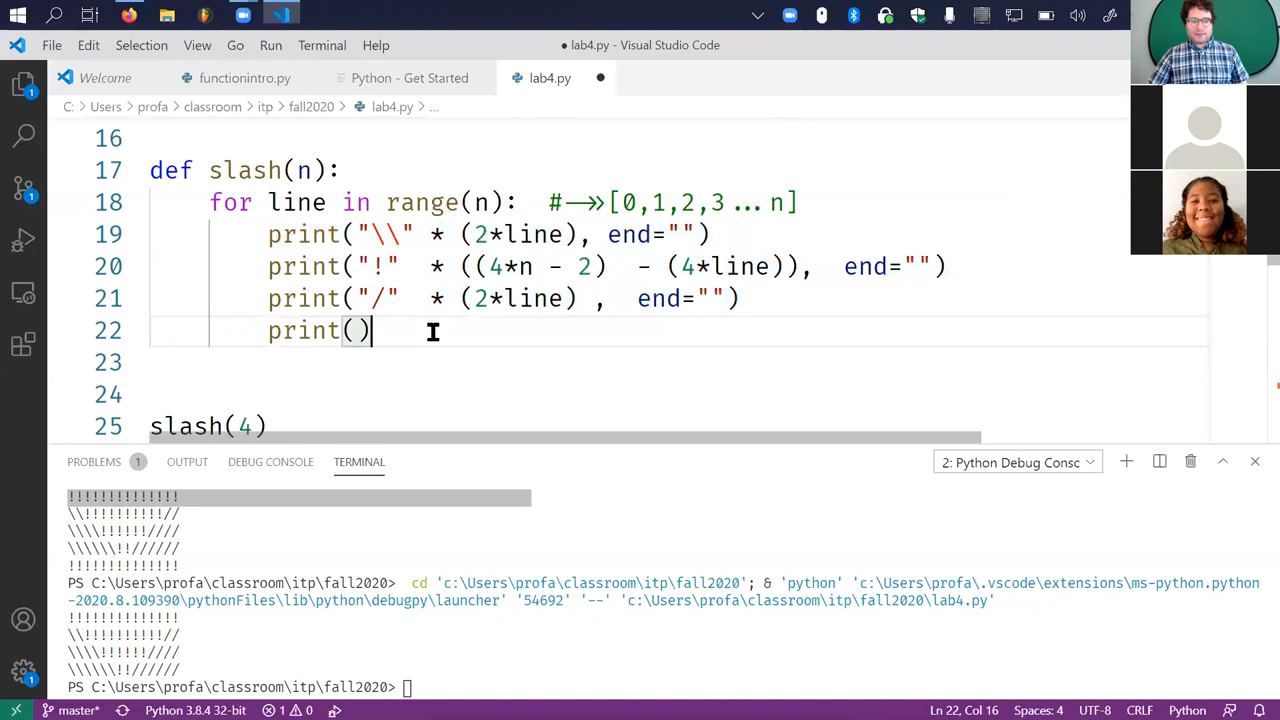 File Edit Selection View Go Run Terminal Help ● lab4.py - Visual Studio Code
Welcome functionintro.py Python - Get Started lab4.py
C: > Users > profa > classroom > itp > fall2020 > lab4.py > ...
16
17 def slash(n):
18 for line in range(n): #->>[0,1,2,3...n]
19 print("\\" * (2*line), end="")
20 print("!" * ((4*n - 2) - (4*line)), end="")
21 print("/" * (2*line) , end="")
22 print()
23
24
25 slash(4)
PROBLEMS 1 OUTPUT DEBUG CONSOLE TERMINAL 2: Python Debug Consc
!!!!!!!!!!!!!!
\\!!!!!!!!!!//
\\\\!!!!!!////
\\\\\\!!//////
!!!!!!!!!!!!!!
PS C:\Users\profa\classroom\itp\fall2020> cd 'c:\Users\profa\classroom\itp\fall2020'; & 'python' 'c:\Users\profa\.vscode\extensions\ms-python.python
-2020.8.109390\pythonFiles\lib\python\debugpy\launcher' '54692' '--' 'c:\Users\profa\classroom\itp\fall2020\lab4.py'
!!!!!!!!!!!!!!
\\!!!!!!!!!!//
\\\\!!!!!!////
\\\\\\!!//////
PS C:\Users\profa\classroom\itp\fall2020>
1
1
1
master* Python 3.8.4 32-bit 1 0 Ln 22, Col 16 Spaces: 4 UTF-8 CRLF Python